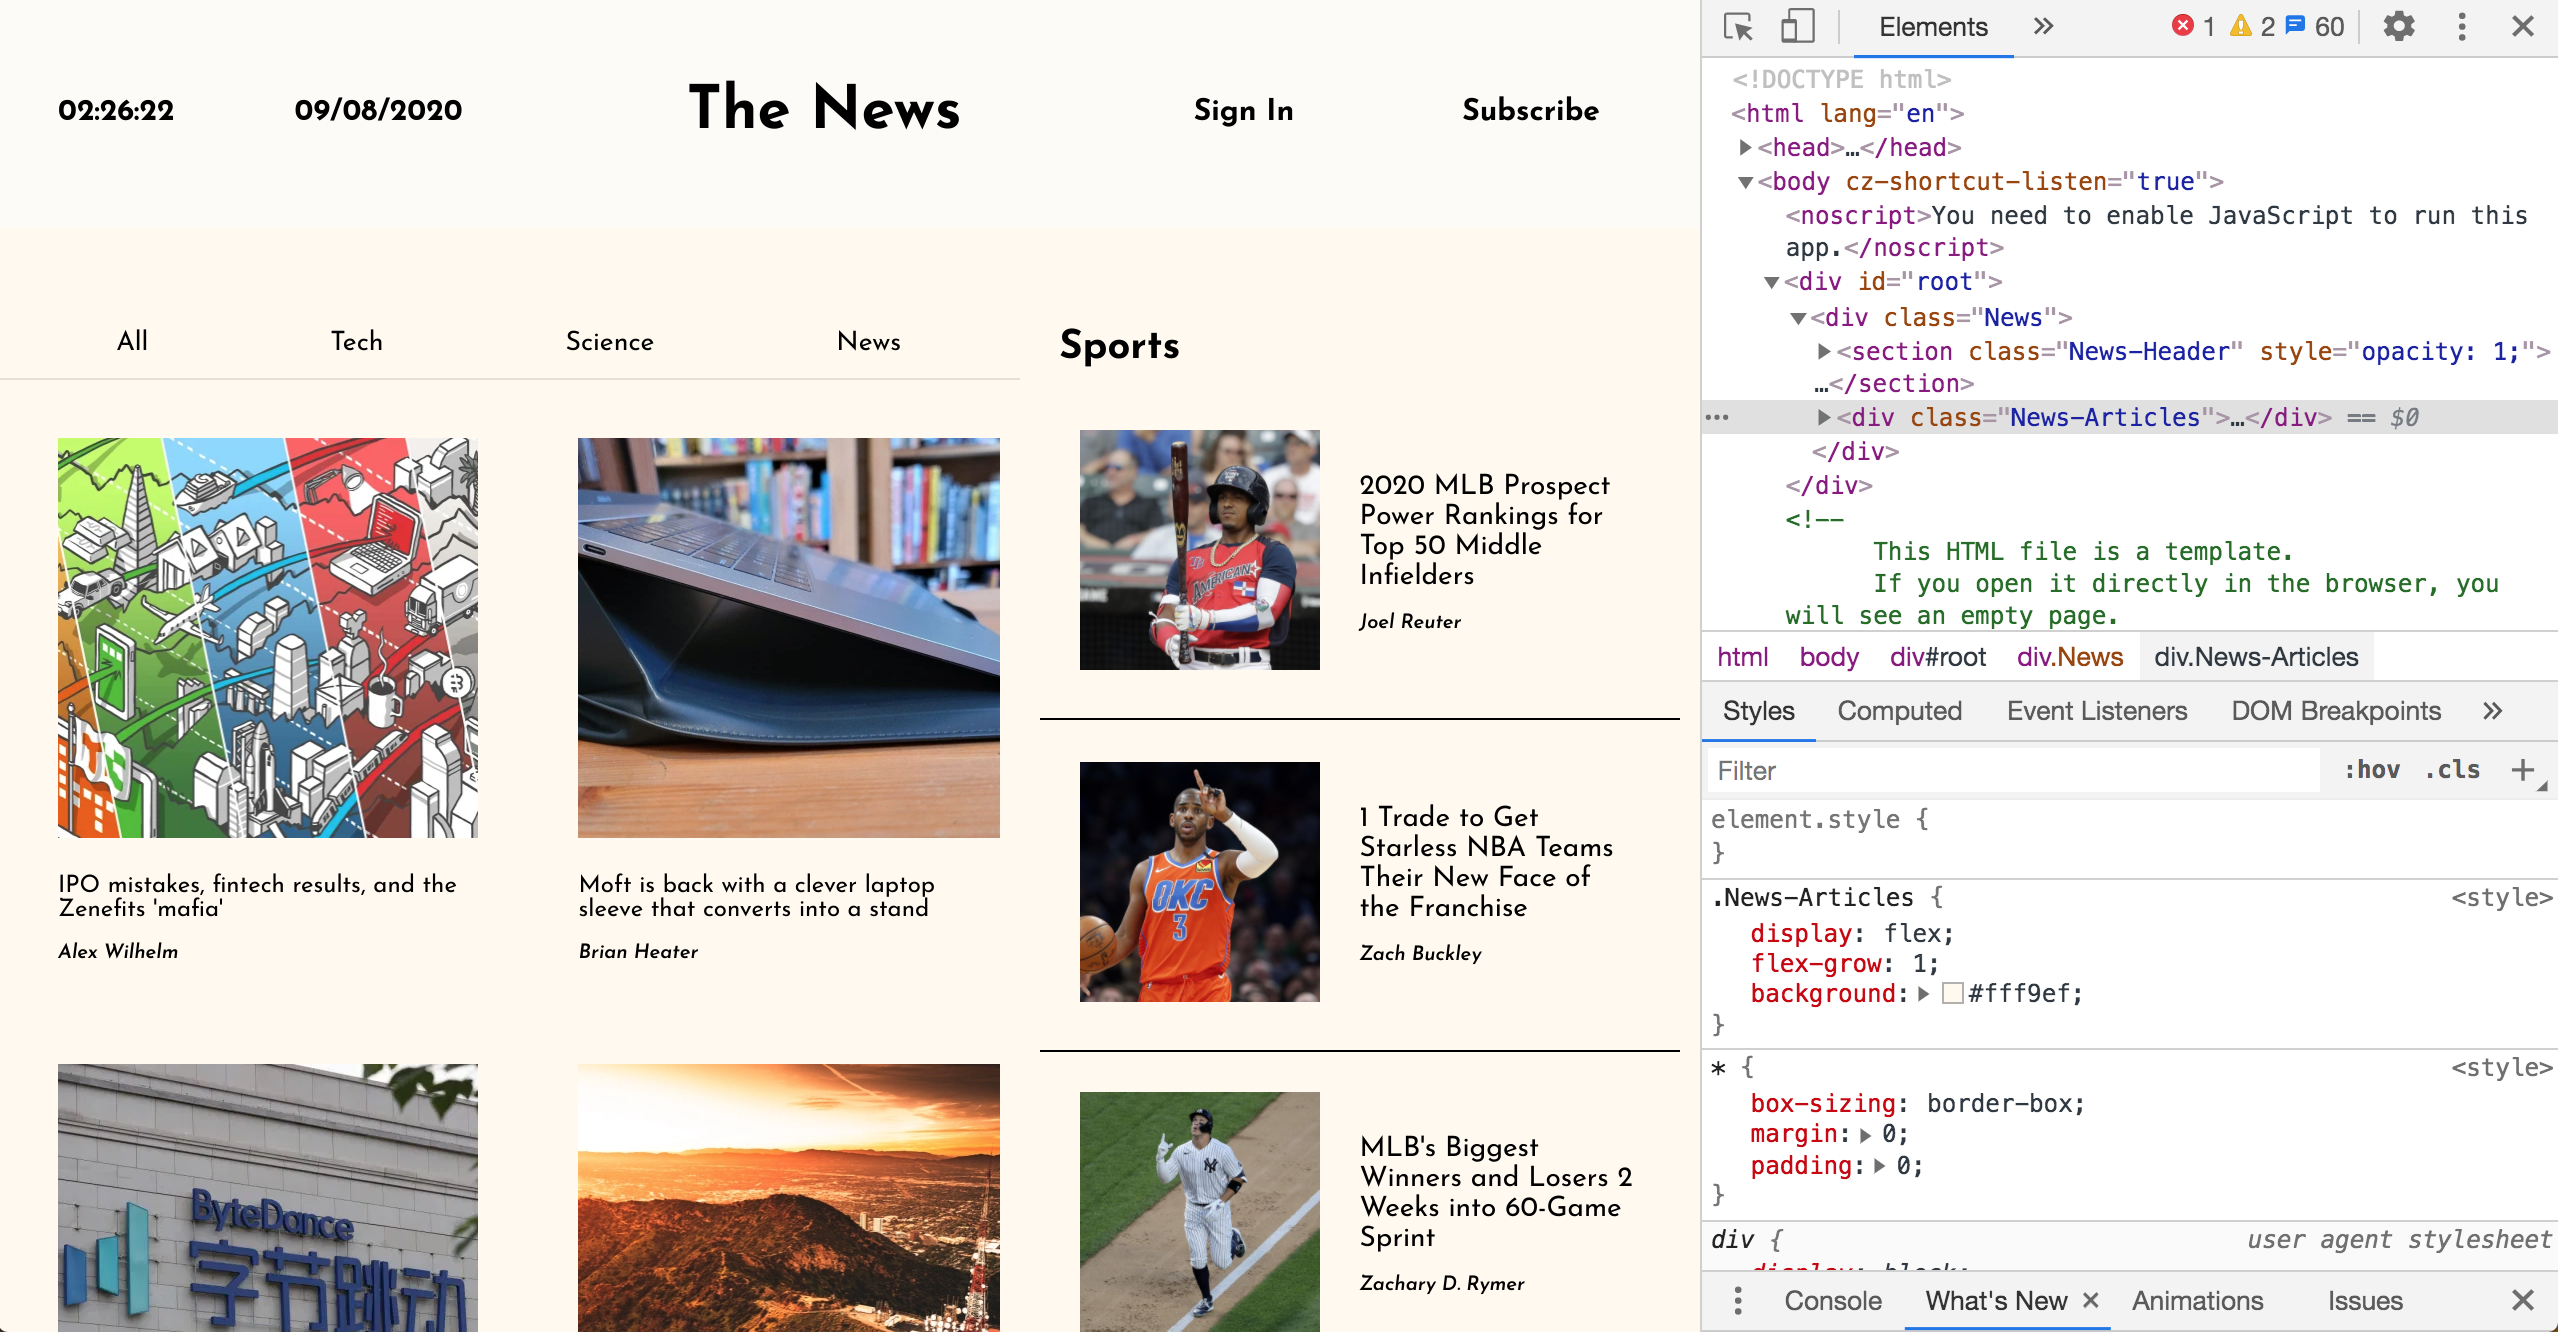 02:26:22
09/08/2020
The News
Sign In
Subscribe
All
Tech
Science
News
IPO mistakes, fintech results, and the
Zenefits 'mafia'
Alex Wilhelm
Moft is back with a clever laptop
sleeve that converts into a stand
Brian Heater
ByteDance
字节跳动
Sports
AMERICAN
2020 MLB Prospect
Power Rankings for
Top 50 Middle
Infielders
Joel Reuter
OKC
3
1 Trade to Get
Starless NBA Teams
Their New Face of
the Franchise
Zach Buckley
MLB's Biggest
Winners and Losers 2
Weeks into 60-Game
Sprint
Zachary D. Rymer
Elements
1
2
60
<!DOCTYPE html>
<html lang="en">
<head>…</head>
<body cz-shortcut-listen="true">
<noscript>You need to enable JavaScript to run this
app.</noscript>
<div id="root">
<div class="News">
<section class="News-Header" style="opacity: 1;">
…</section>
<div class="News-Articles">…</div> == $0
</div>
</div>
<!--
This HTML file is a template.
If you open it directly in the browser, you
will see an empty page.
html body div#root div.News div.News-Articles
Styles Computed Event Listeners DOM Breakpoints
Filter
:hov .cls
element.style {
}
.News-Articles { <style>
display: flex;
flex-grow: 1;
background: #fff9ef;
}
* { <style>
box-sizing: border-box;
margin: 0;
padding: 0;
}
div { user agent stylesheet
display: block;
Console What's New Animations Issues